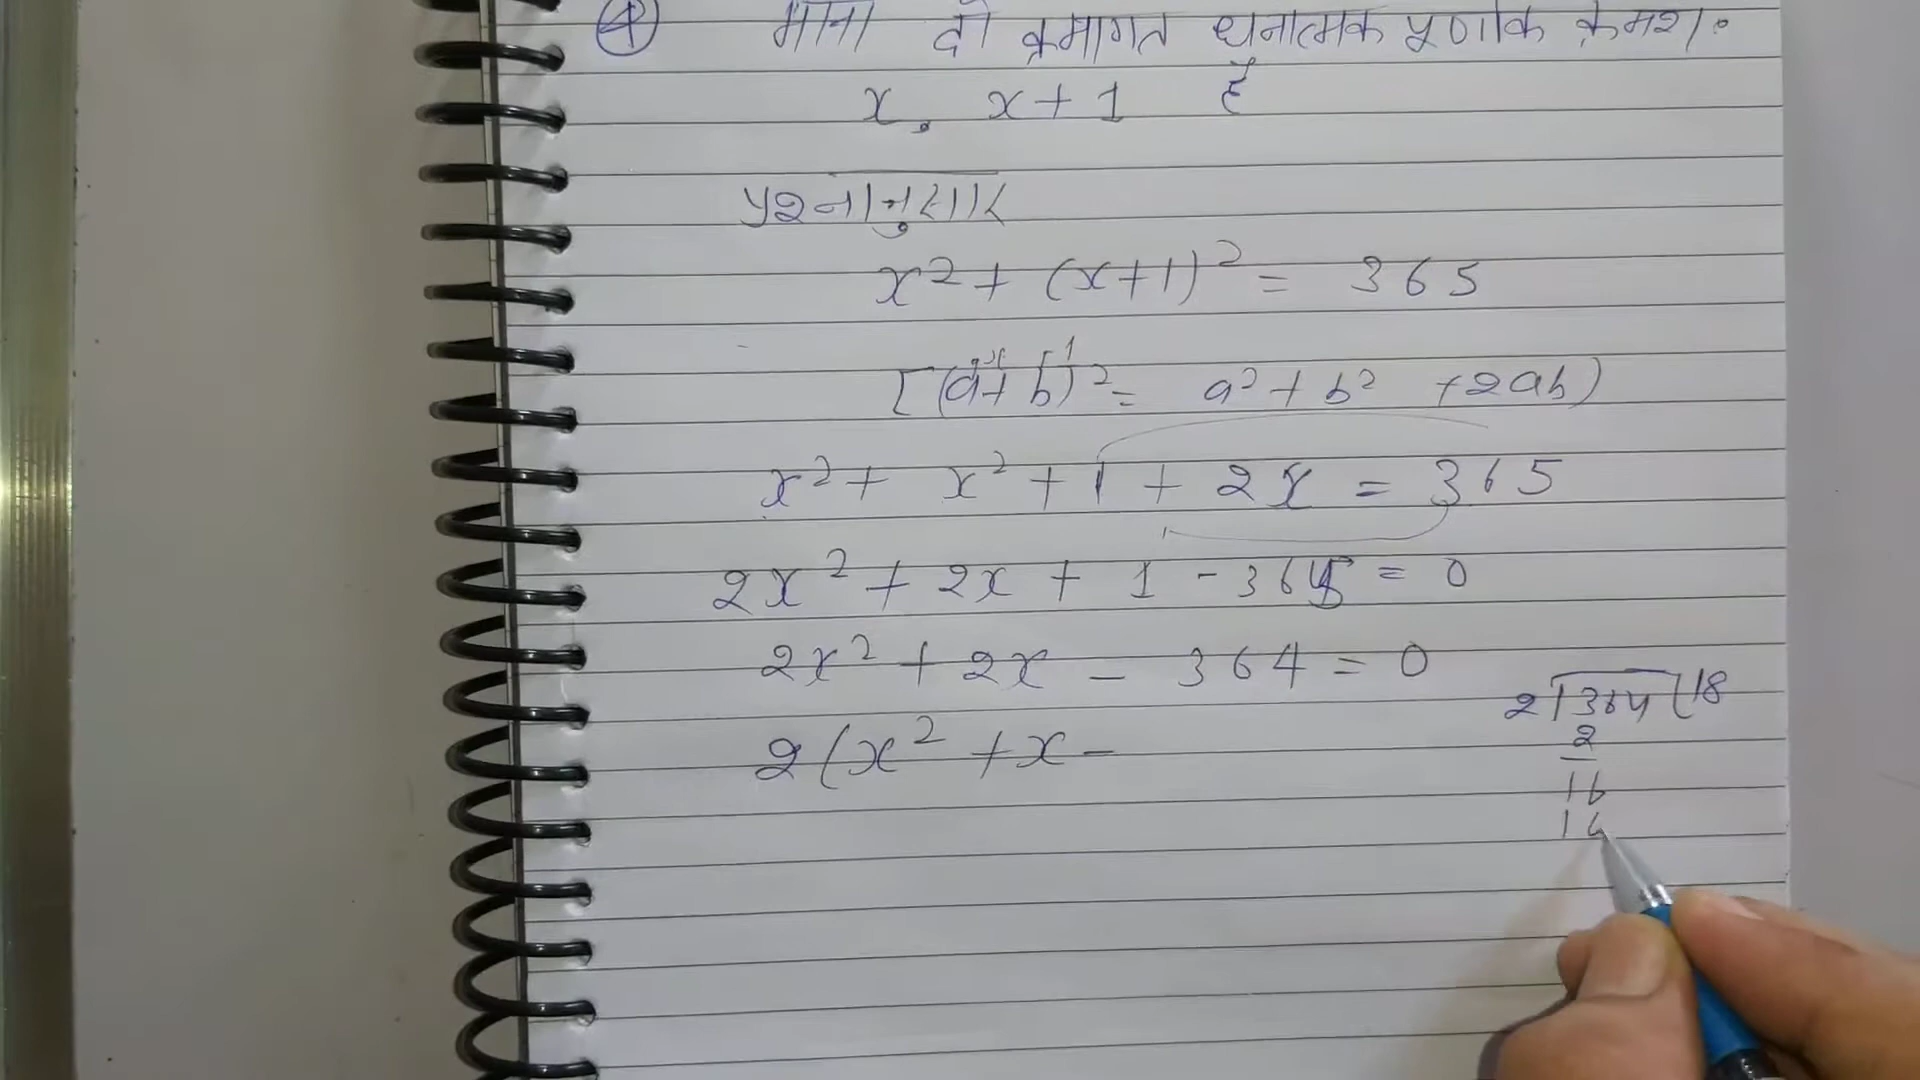 ④ माना दो क्रमागत धनात्मक पूर्णांक क्रमशः
x, x+1 है
प्रश्नानुसार
x² + (x+1)² = 365
[(a+b)² = a² + b² +2ab)
x² + x² + 1 + 2x = 365
2x² + 2x + 1 - 365 = 0
2x² + 2x - 364 = 0
2(x² + x -
2)364(18
2
16
16